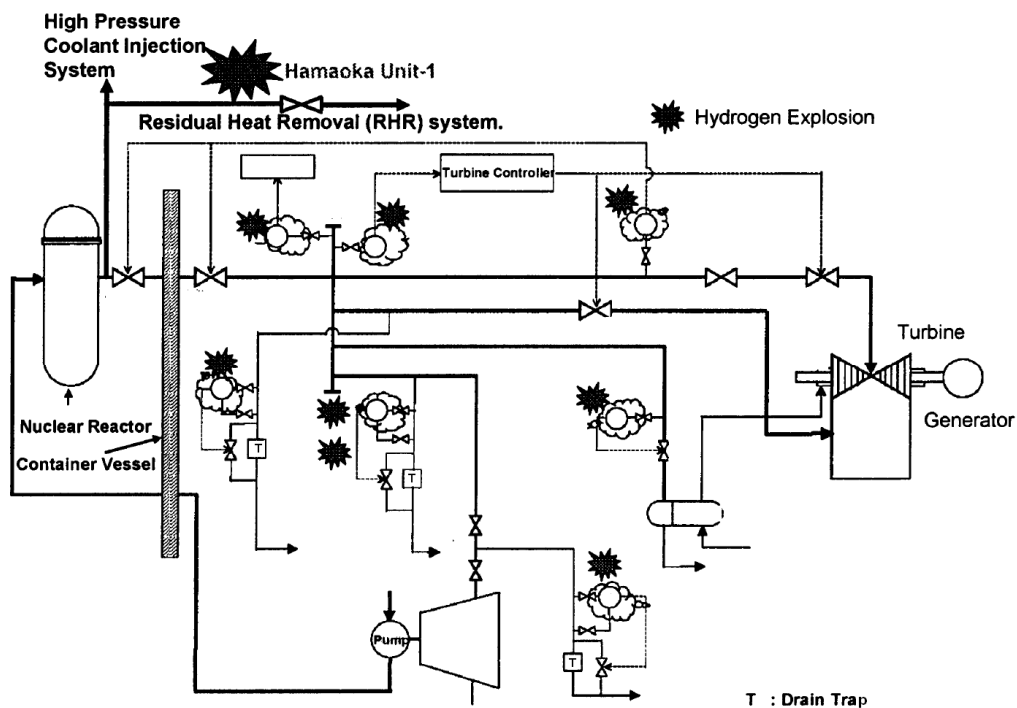 High Pressure
Coolant Injection
System
Hamaoka Unit-1
Residual Heat Removal (RHR) system.
Hydrogen Explosion
Turbine Controller
Turbine
Generator
Nuclear Reactor
Container Vessel
T
T
Pump
T
T : Drain Trap